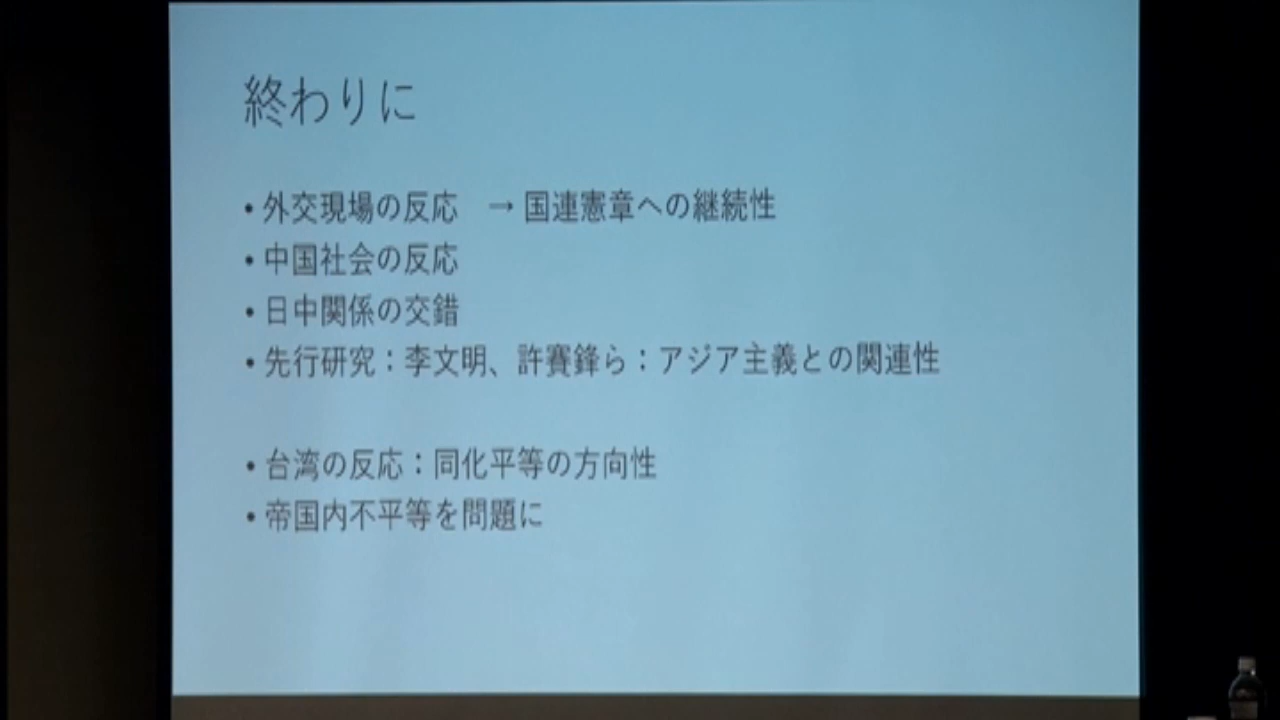 終わりに
• 外交現場の反応　→ 国連憲章への継続性
• 中国社会の反応
• 日中関係の交錯
• 先行研究：李文明、許賽鋒ら：アジア主義との関連性
• 台湾の反応：同化平等の方向性
• 帝国内不平等を問題に